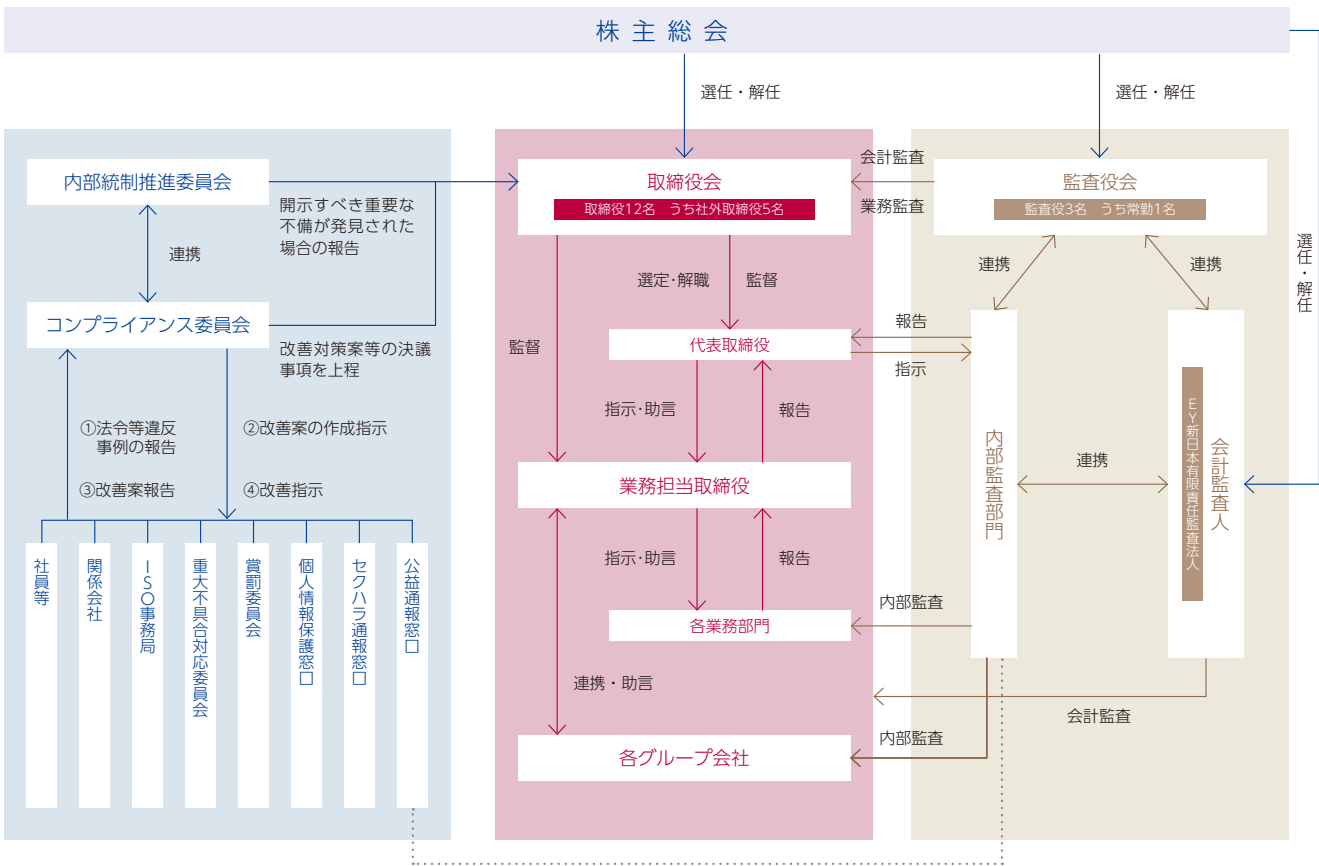 株主総会
選任・解任
選任・解任
選任・解任
内部統制推進委員会
連携
コンプライアンス委員会
開示すべき重要な
不備が発見された
場合の報告
改善対策案等の決議
事項を上程
①法令等違反
事例の報告
③改善案報告
②改善案の作成指示
④改善指示
社員等
関係会社
ISO事務局
重大不具合対応委員会
賞罰委員会
個人情報保護窓口
セクハラ通報窓口
公益通報窓口
取締役会
取締役12名　うち社外取締役5名
監督
選定・解職
監督
代表取締役
指示・助言
報告
業務担当取締役
指示・助言
報告
各業務部門
連携・助言
各グループ会社
会計監査
業務監査
報告
指示
内部監査
内部監査
監査役会
監査役3名　うち常勤1名
連携
連携
内部監査部門
連携
会計監査人
EY新日本有限責任監査法人
会計監査